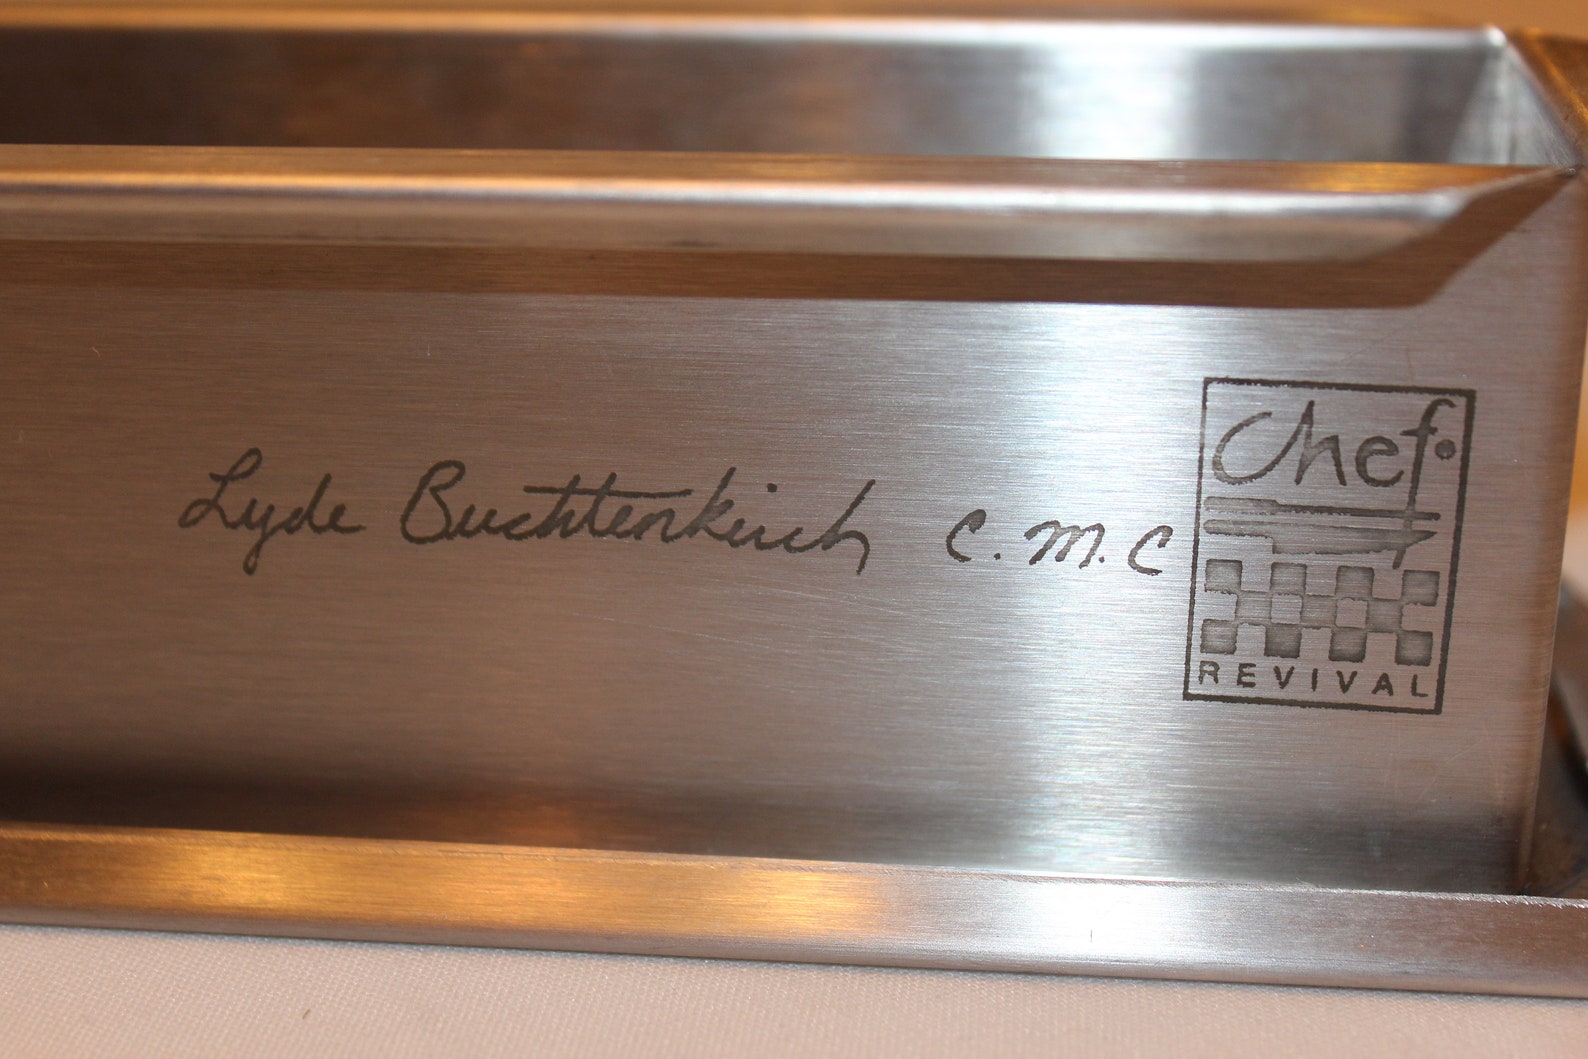 Lyde Buchtenkirch C.M.C
Chef
REVIVAL